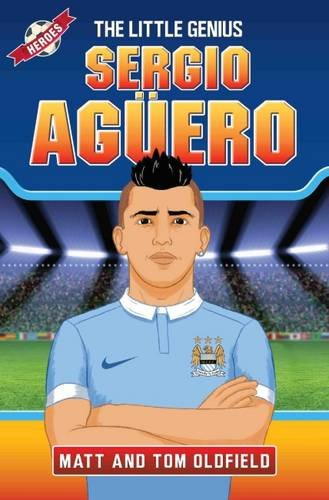 HEROES
THE LITTLE GENIUS
SERGIO
AGÜERO
MATT AND TOM OLDFIELD